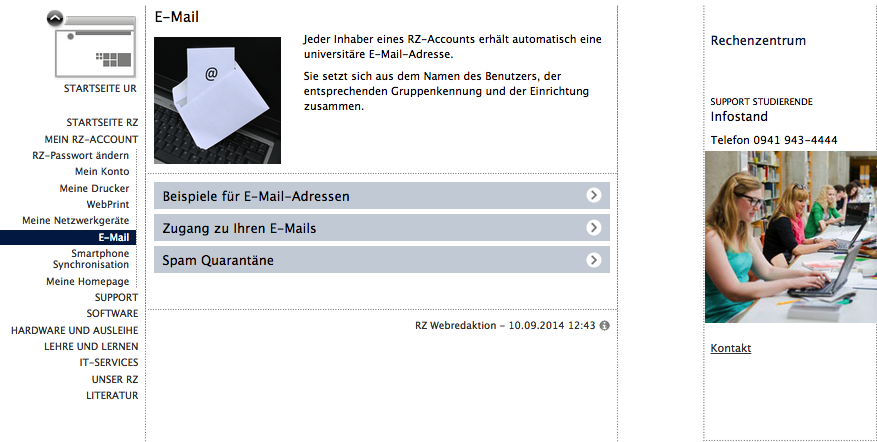 STARTSEITE UR
STARTSEITE RZ
MEIN RZ-ACCOUNT
RZ-Passwort ändern
Mein Konto
Meine Drucker
WebPrint
Meine Netzwerkgeräte
E-Mail
Smartphone
Synchronisation
Meine Homepage
SUPPORT
SOFTWARE
HARDWARE UND AUSLEIHE
LEHRE UND LERNEN
IT-SERVICES
UNSER RZ
LITERATUR
E-Mail
@
Jeder Inhaber eines RZ-Accounts erhält automatisch eine
universitäre E-Mail-Adresse.
Sie setzt sich aus dem Namen des Benutzers, der
entsprechenden Gruppenkennung und der Einrichtung
zusammen.
Beispiele für E-Mail-Adressen
Zugang zu Ihren E-Mails
Spam Quarantäne
RZ Webredaktion - 10.09.2014 12:43
Rechenzentrum
SUPPORT STUDIERENDE
Infostand
Telefon 0941 943-4444
Kontakt